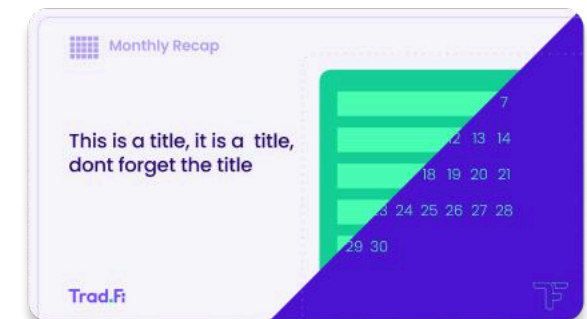 Monthly Recap
This is a title, it is a title,
dont forget the title
7
12 13 14
18 19 20 21
23 24 25 26 27 28
29 30
Trad.Fi
TF